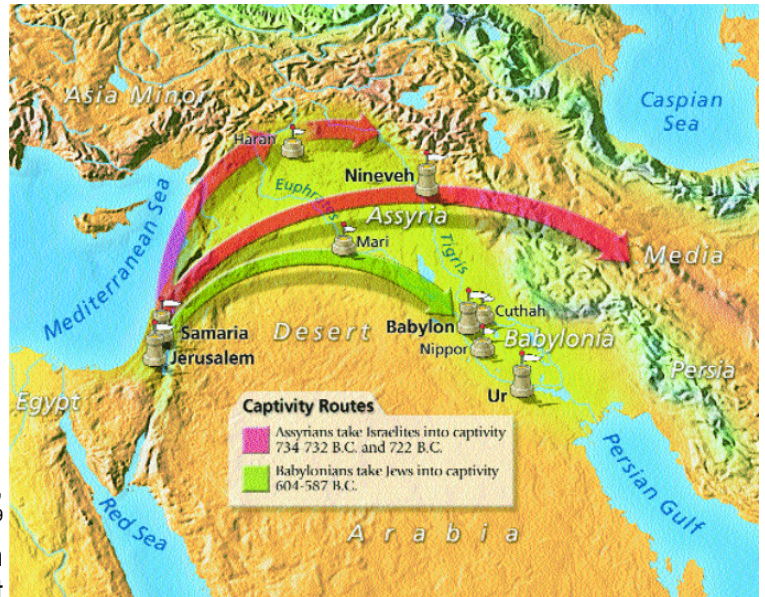 Asia Minor
Caspian
Sea
Haran
Nineveh
Euphrates
Assyria
Mari
Tigris
Media
Mediterranean Sea
Samaria
Jerusalem
Desert
Babylon
Cuthah
Babylonia
Nippor
Ur
Persia
Egypt
Captivity Routes
Assyrians take Israelites into captivity
734-732 B.C. and 722 B.C.
Babylonians take Jews into captivity
604-587 B.C.
Persian Gulf
Red Sea
Arabia